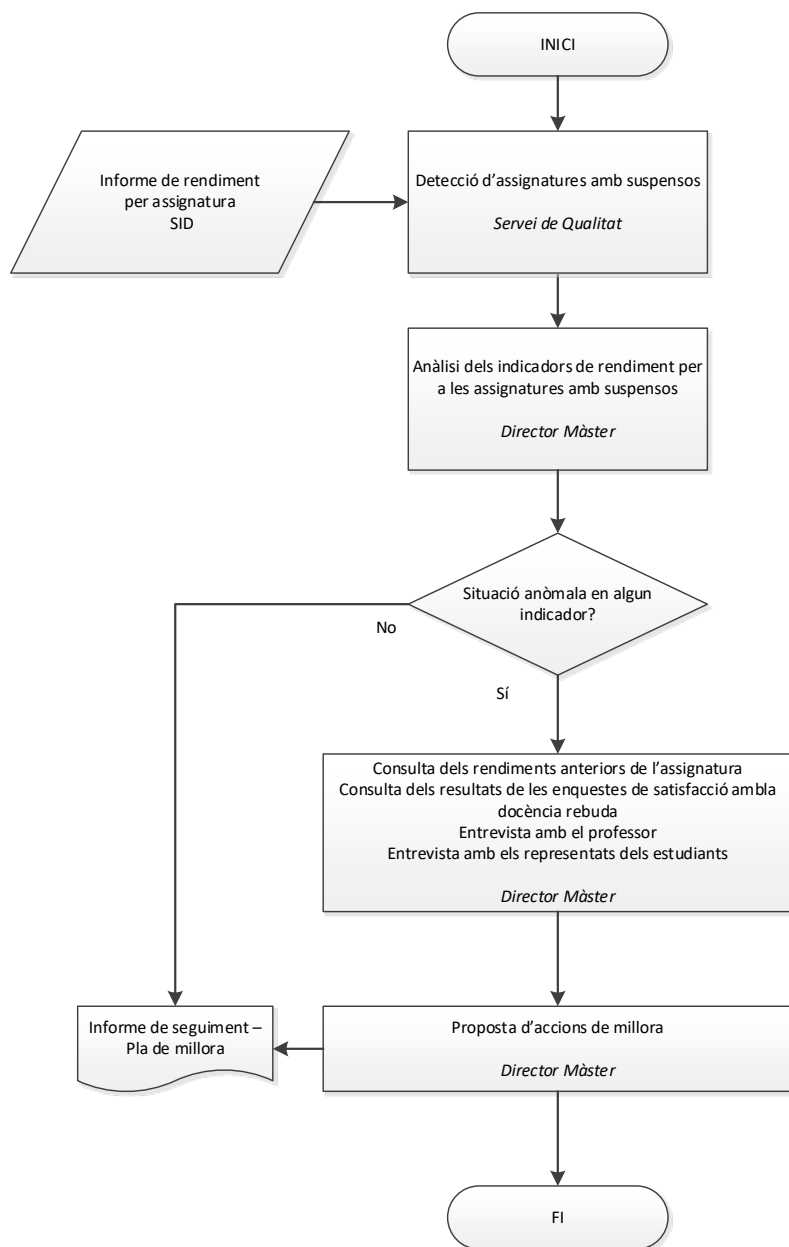 INICI
Informe de rendiment
per assignatura
SID
Detecció d'assignatures amb suspensos
Servei de Qualitat
Anàlisi dels indicadors de rendiment per
a les assignatures amb suspensos
Director Màster
Situació anòmala en algun
indicador?
No
Sí
Consulta dels rendiments anteriors de l'assignatura
Consulta dels resultats de les enquestes de satisfacció ambla
docència rebuda
Entrevista amb el professor
Entrevista amb els representats dels estudiants
Director Màster
Informe de seguiment –
Pla de millora
Proposta d'accions de millora
Director Màster
FI